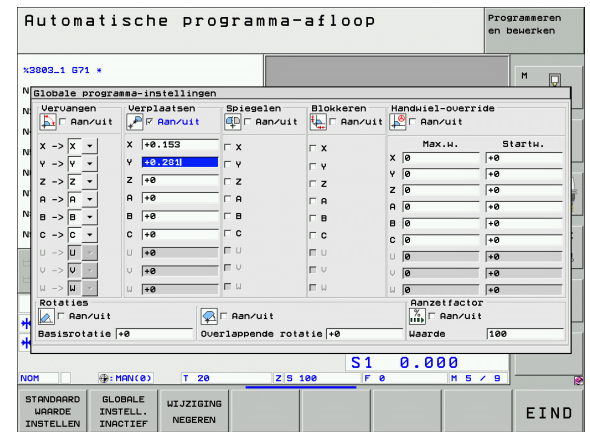 Automatische programma-afloop
Programmeren
en bewerken
%3803_1 G71 *
M
Globale programma-instellingen
Vervangen Verplaatsen Spiegelen Blokkeren Handwiel-override
Aan/uit Aan/uit Aan/uit Aan/uit Aan/uit
Max.w. Startw.
X -> X X +0.153 X X X 0 +0
Y -> Y Y +0.281 Y Y Y 0 +0
Z -> Z Z +0 Z Z Z 0 +0
A -> A A +0 A A A 0 +0
B -> B B +0 B B B 0 +0
C -> C C +0 C C C 0 +0
U -> U U +0 U U U 0 +0
V -> V V +0 V V V 0 +0
W -> W W +0 W W W 0 +0
Rotaties Aanzetfactor
Aan/uit Aan/uit Aan/uit
Basisrotatie +0 Overlappende rotatie +0 Waarde 100
S1 0.000
NOM MAN(0) T 20 Z S 100 F 0 M 5 / 9
STANDAARD
WAARDE
INSTELLEN
GLOBALE
INSTELL.
INACTIEF
WIJZIGING
NEGEREN
EIND